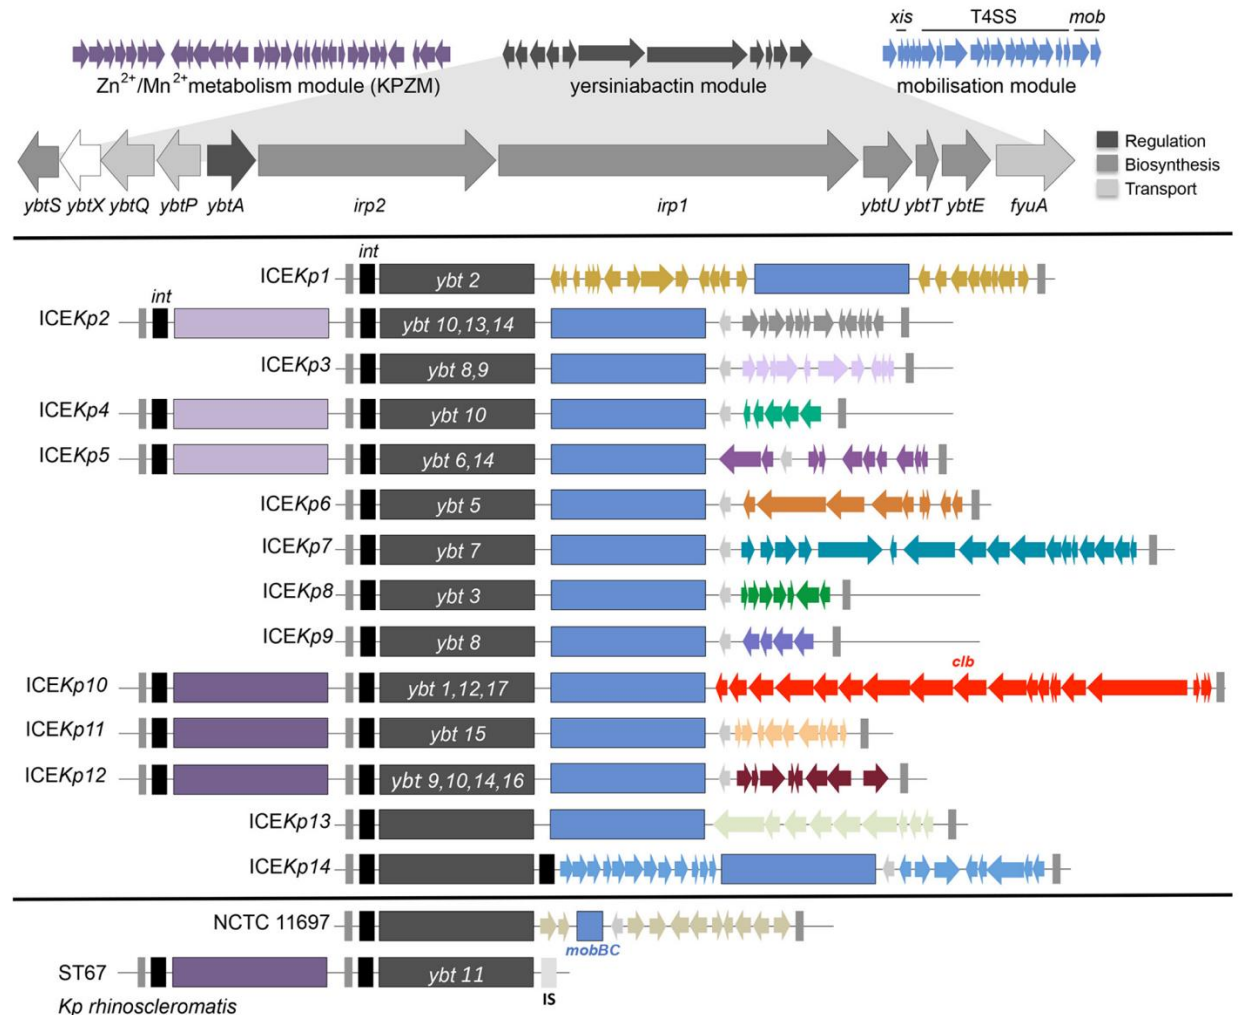 xis T4SS mob
Zn2+/Mn2+metabolism module (KPZM) yersiniabactin module mobilisation module
Regulation
Biosynthesis
Transport
ybtS ybtX ybtQ ybtP ybtA irp2 irp1 ybtU ybtT ybtE fyuA
int
ICEKp1 ybt 2
int
ICEKp2 ybt 10,13,14
ICEKp3 ybt 8,9
ICEKp4 ybt 10
ICEKp5 ybt 6,14
ICEKp6 ybt 5
ICEKp7 ybt 7
ICEKp8 ybt 3
ICEKp9 ybt 8
clb
ICEKp10 ybt 1,12,17
ICEKp11 ybt 15
ICEKp12 ybt 9,10,14,16
ICEKp13
ICEKp14
NCTC 11697
mobBC
ST67 ybt 11
IS
Kp rhinoscleromatis